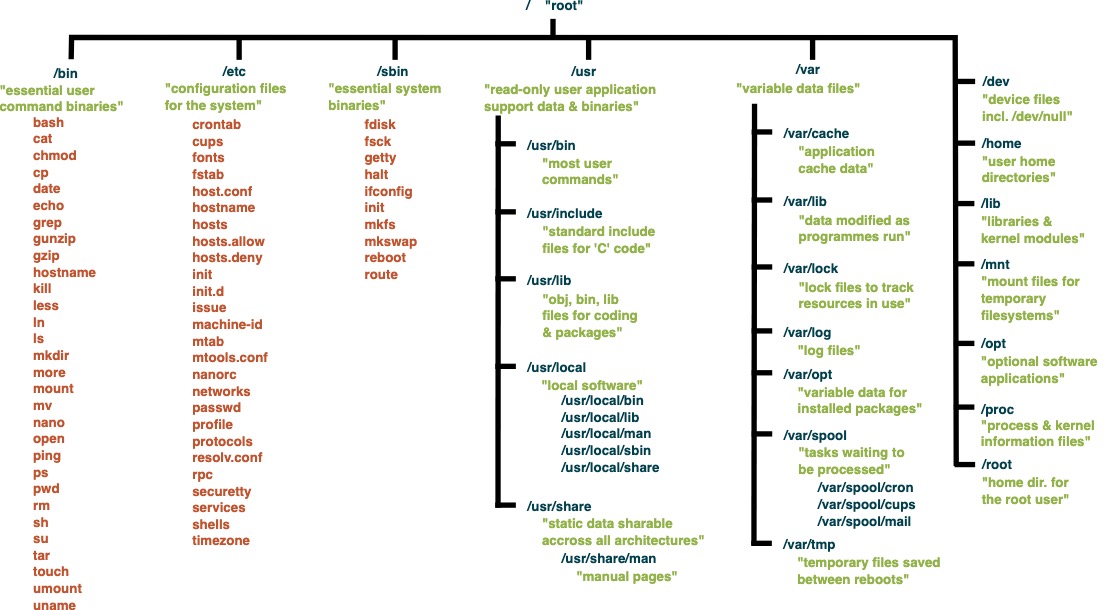 / "root"
/bin
"essential user
command binaries"
bash
cat
chmod
cp
date
echo
grep
gunzip
gzip
hostname
kill
less
ln
ls
mkdir
more
mount
mv
nano
open
ping
ps
pwd
rm
sh
su
tar
touch
umount
uname
/etc
"configuration files
for the system"
crontab
cups
fonts
fstab
host.conf
hostname
hosts
hosts.allow
hosts.deny
init
init.d
issue
machine-id
mtab
mtools.conf
nanorc
networks
passwd
profile
protocols
resolv.conf
rpc
securetty
services
shells
timezone
/sbin
"essential system
binaries"
fdisk
fsck
getty
halt
ifconfig
init
mkfs
mkswap
reboot
route
/usr
"read-only user application
support data & binaries"
/usr/bin
"most user
commands"
/usr/include
"standard include
files for 'C' code"
/usr/lib
"obj, bin, lib
files for coding
& packages"
/usr/local
"local software"
/usr/local/bin
/usr/local/lib
/usr/local/man
/usr/local/sbin
/usr/local/share
/usr/share
"static data sharable
accross all architectures"
/usr/share/man
"manual pages"
/var
"variable data files"
/var/cache
"application
cache data"
/var/lib
"data modified as
programmes run"
/var/lock
"lock files to track
resources in use"
/var/log
"log files"
/var/opt
"variable data for
installed packages"
/var/spool
"tasks waiting to
be processed"
/var/spool/cron
/var/spool/cups
/var/spool/mail
/var/tmp
"temporary files saved
between reboots"
/dev
"device files
incl. /dev/null"
/home
"user home
directories"
/lib
"libraries &
kernel modules"
/mnt
"mount files for
temporary
filesystems"
/opt
"optional software
applications"
/proc
"process & kernel
information files"
/root
"home dir. for
the root user"